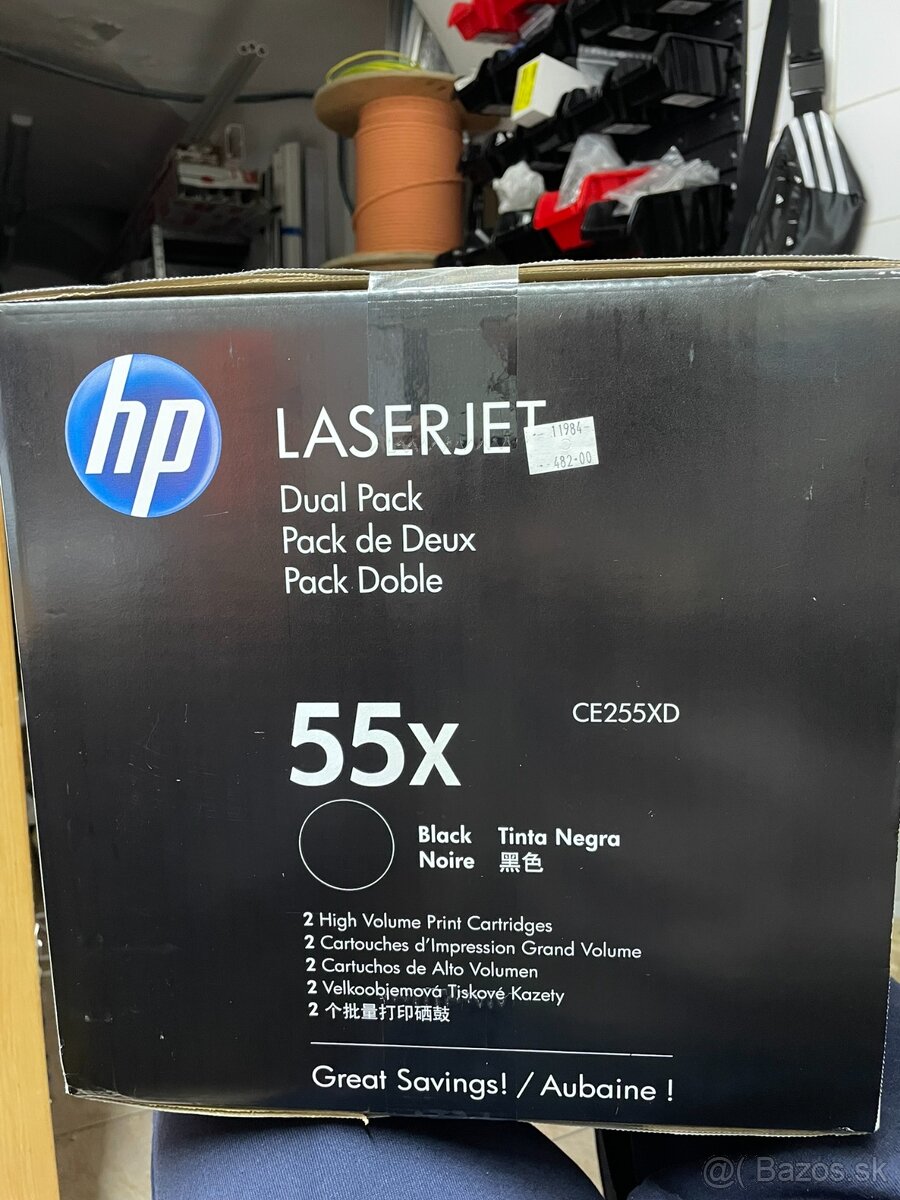 hp
LASERJET
11984-
482-00
Dual Pack
Pack de Deux
Pack Doble
55x
CE255XD
Black Tinta Negra
Noire 黑色
2 High Volume Print Cartridges
2 Cartouches d'Impression Grand Volume
2 Cartuchos de Alto Volumen
2 Velkoobjemová Tiskové Kazety
2 个批量打印硒鼓
Great Savings! / Aubaine !
@( Bazos.sk